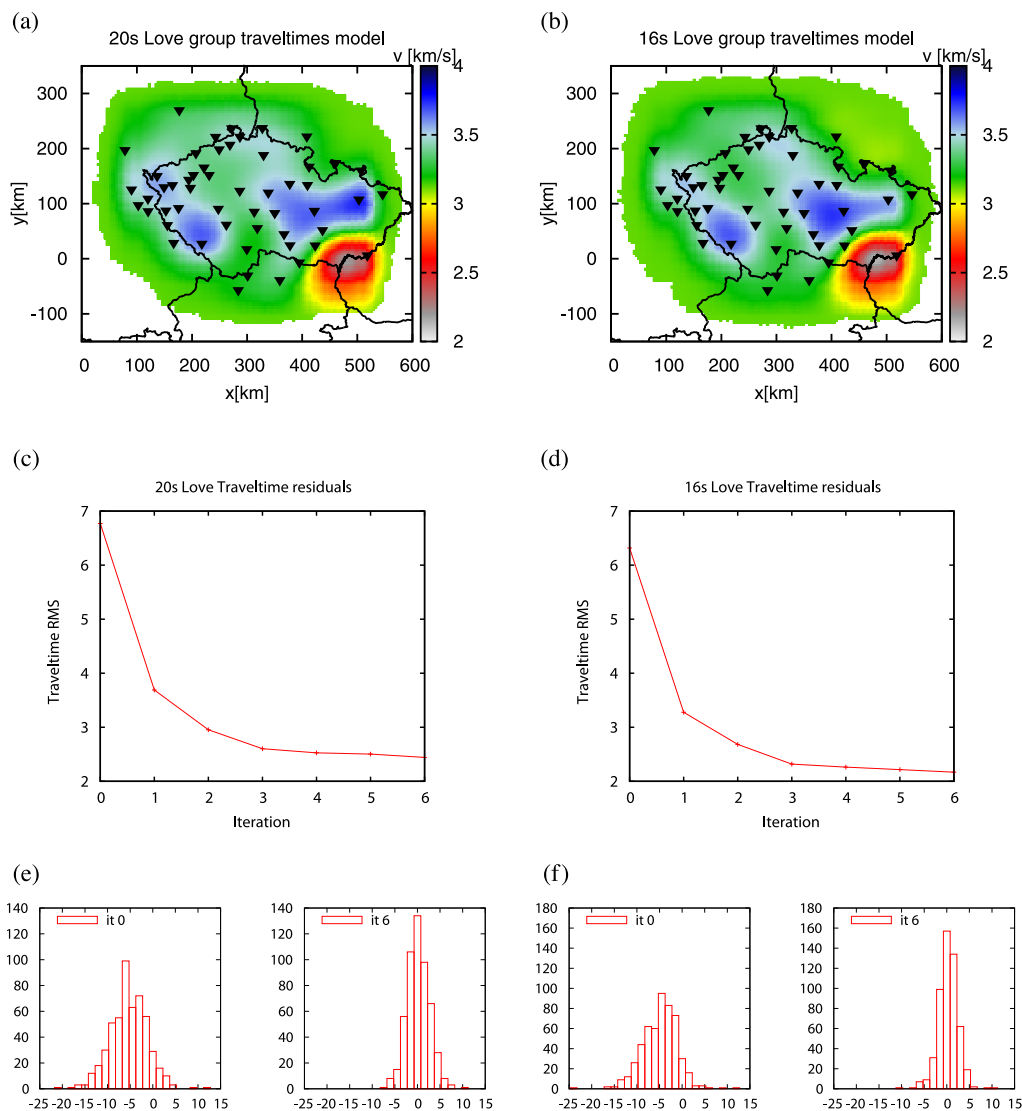 (a)
20s Love group traveltimes model
v [km/s]
4
3.5
3
2.5
2
300
200
100
0
-100
y[km]
0 100 200 300 400 500 600
x[km]
(b)
16s Love group traveltimes model
v [km/s]
4
3.5
3
2.5
2
300
200
100
0
-100
y[km]
0 100 200 300 400 500 600
x[km]
(c)
20s Love Traveltime residuals
7
6
5
4
3
2
Traveltime RMS
0 1 2 3 4 5 6
Iteration
(d)
16s Love Traveltime residuals
7
6
5
4
3
2
Traveltime RMS
0 1 2 3 4 5 6
Iteration
(e)
it 0
140
120
100
80
60
40
20
0
-25 -20 -15 -10 -5 0 5 10 15
it 6
140
120
100
80
60
40
20
0
-25 -20 -15 -10 -5 0 5 10 15
(f)
it 0
180
160
140
120
100
80
60
40
20
0
-25 -20 -15 -10 -5 0 5 10 15
it 6
180
160
140
120
100
80
60
40
20
0
-25 -20 -15 -10 -5 0 5 10 15